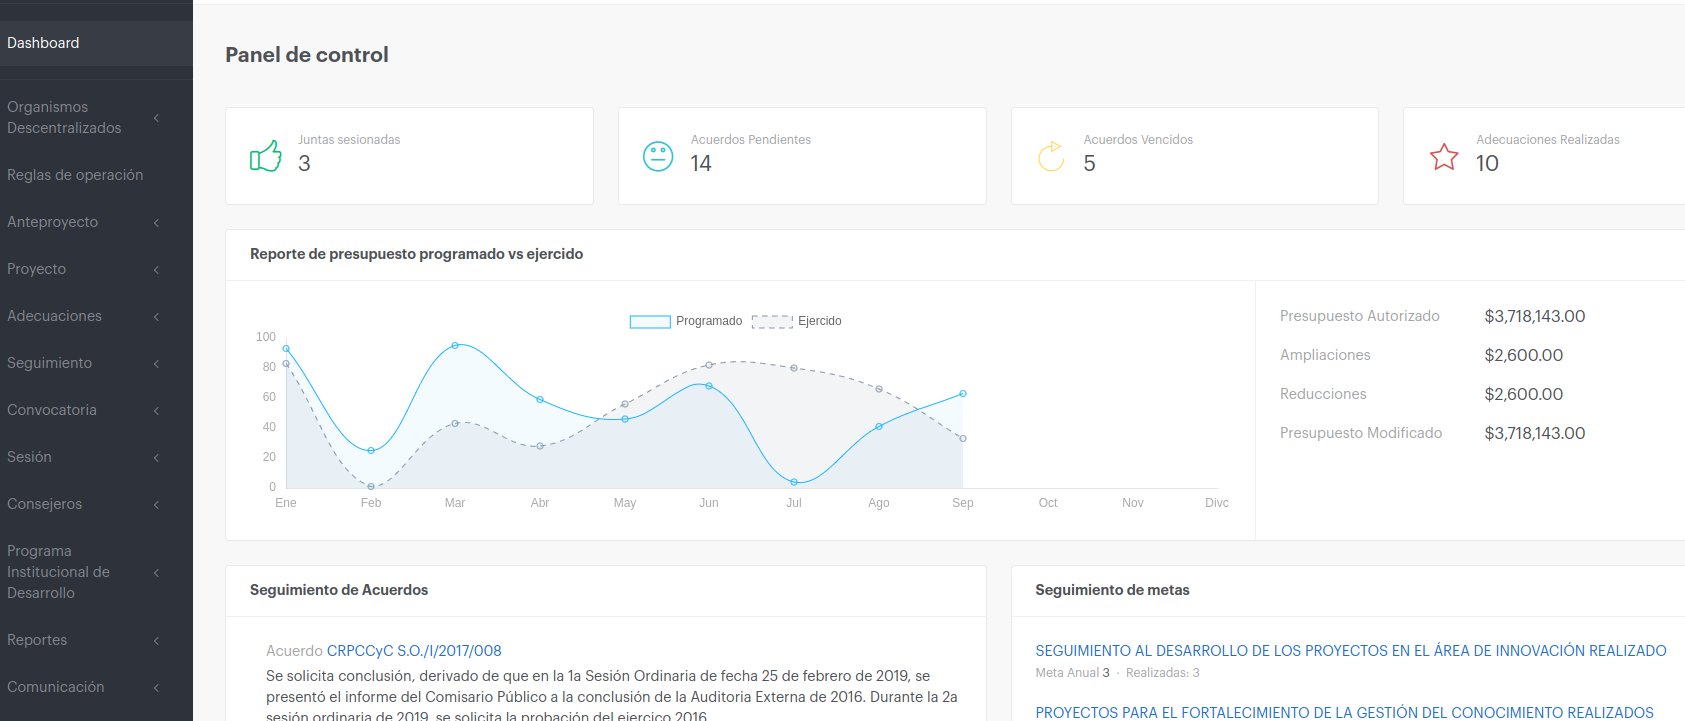 Dashboard
Organismos
Descentralizados
Reglas de operación
Anteproyecto
Proyecto
Adecuaciones
Seguimiento
Convocatoria
Sesión
Consejeros
Programa
Institucional de
Desarrollo
Reportes
Comunicación
Panel de control
Juntas sesionadas
3
Acuerdos Pendientes
14
Acuerdos Vencidos
5
Adecuaciones Realizadas
10
Reporte de presupuesto programado vs ejercido
Programado Ejercido
100
80
60
40
20
0
Ene Feb Mar Abr May Jun Jul Ago Sep Oct Nov Divc
Presupuesto Autorizado $3,718,143.00
Ampliaciones $2,600.00
Reducciones $2,600.00
Presupuesto Modificado $3,718,143.00
Seguimiento de Acuerdos
Acuerdo CRPCCyC S.O./I/2017/008
Se solicita conclusión, derivado de que en la 1a Sesión Ordinaria de fecha 25 de febrero de 2019, se
presentó el informe del Comisario Público a la conclusión de la Auditoria Externa de 2016. Durante la 2a
sesión ordinaria de 2019, se solicita la probación del ejercico 2016
Seguimiento de metas
SEGUIMIENTO AL DESARROLLO DE LOS PROYECTOS EN EL ÁREA DE INNOVACIÓN REALIZADO
Meta Anual 3 · Realizadas: 3
PROYECTOS PARA EL FORTALECIMIENTO DE LA GESTIÓN DEL CONOCIMIENTO REALIZADOS